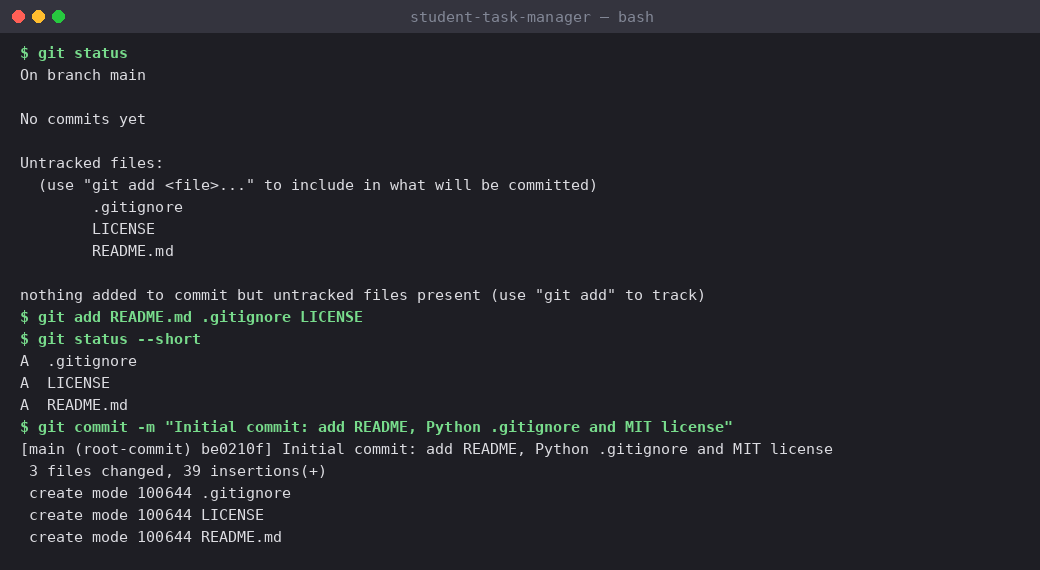 student-task-manager — bash
$ git status
On branch main
No commits yet
Untracked files:
  (use "git add <file>..." to include in what will be committed)
        .gitignore
        LICENSE
        README.md
nothing added to commit but untracked files present (use "git add" to track)
$ git add README.md .gitignore LICENSE
$ git status --short
A  .gitignore
A  LICENSE
A  README.md
$ git commit -m "Initial commit: add README, Python .gitignore and MIT license"
[main (root-commit) be0210f] Initial commit: add README, Python .gitignore and MIT license
 3 files changed, 39 insertions(+)
 create mode 100644 .gitignore
 create mode 100644 LICENSE
 create mode 100644 README.md